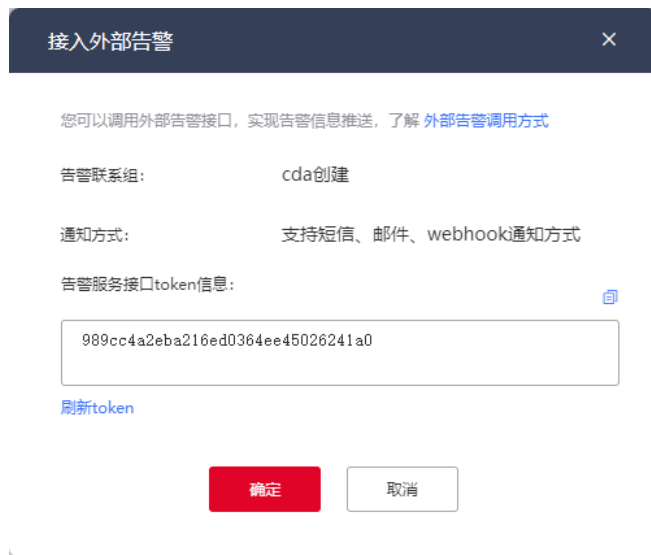 接入外部告警
您可以调用外部告警接口，实现告警信息推送，了解 外部告警调用方式
告警联系组： cda创建
通知方式： 支持短信、邮件、webhook通知方式
告警服务接口token信息：
989cc4a2eba216ed0364ee45026241a0
刷新token
确定 取消